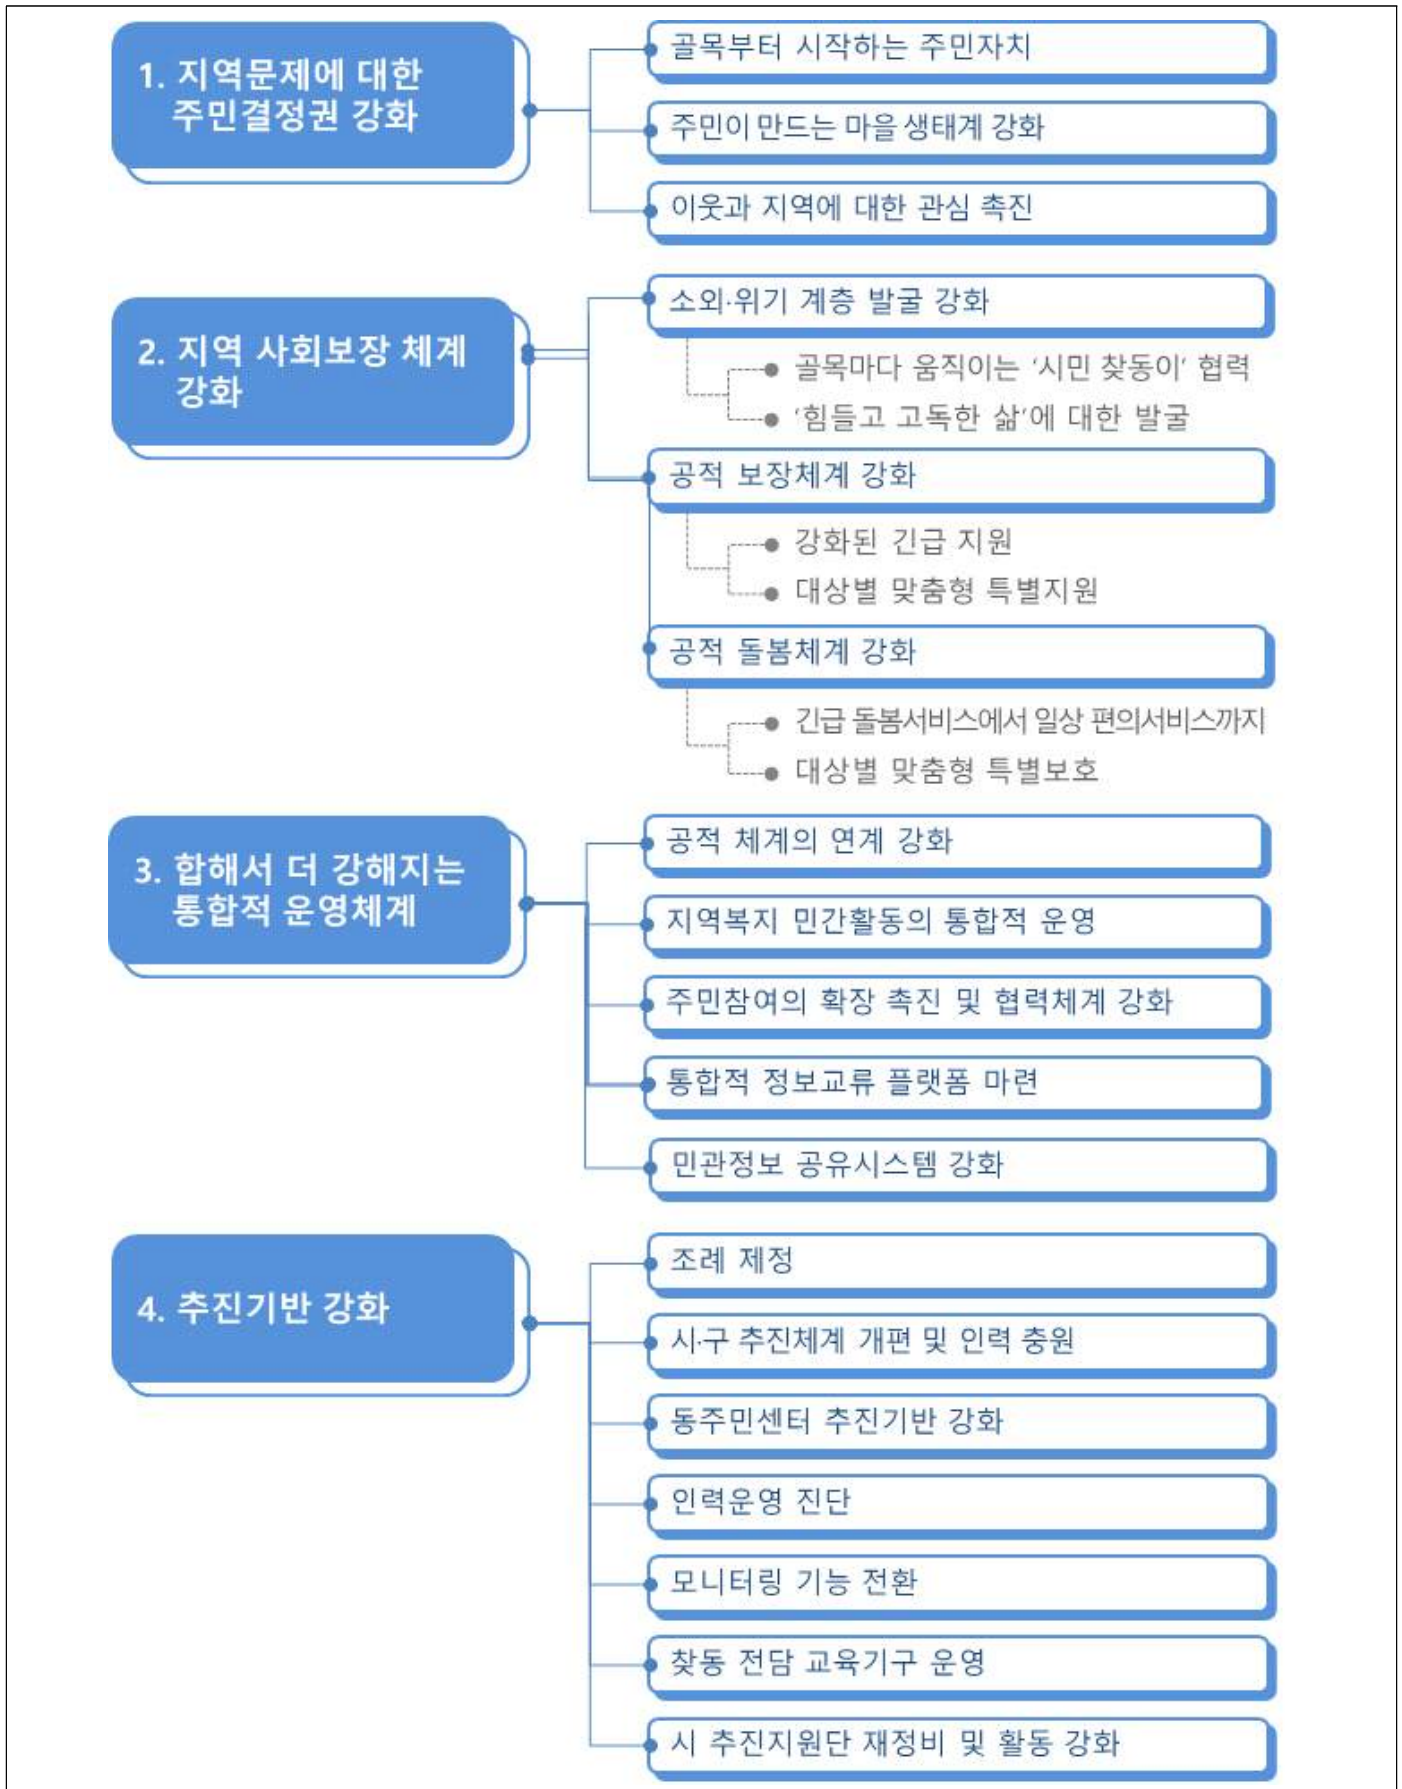 1. 지역문제에 대한
주민결정권 강화
골목부터 시작하는 주민자치
주민이 만드는 마을 생태계 강화
이웃과 지역에 대한 관심 촉진
2. 지역 사회보장 체계
강화
소외·위기 계층 발굴 강화
골목마다 움직이는 ‘시민 찾동이’ 협력
‘힘들고 고독한 삶’에 대한 발굴
공적 보장체계 강화
강화된 긴급 지원
대상별 맞춤형 특별지원
공적 돌봄체계 강화
긴급 돌봄서비스에서 일상 편의서비스까지
대상별 맞춤형 특별보호
3. 합해서 더 강해지는
통합적 운영체계
공적 체계의 연계 강화
지역복지 민간활동의 통합적 운영
주민참여의 확장 촉진 및 협력체계 강화
통합적 정보교류 플랫폼 마련
민관정보 공유시스템 강화
4. 추진기반 강화
조례 제정
시·구 추진체계 개편 및 인력 충원
동주민센터 추진기반 강화
인력운영 진단
모니터링 기능 전환
찾동 전담 교육기구 운영
시 추진지원단 재정비 및 활동 강화